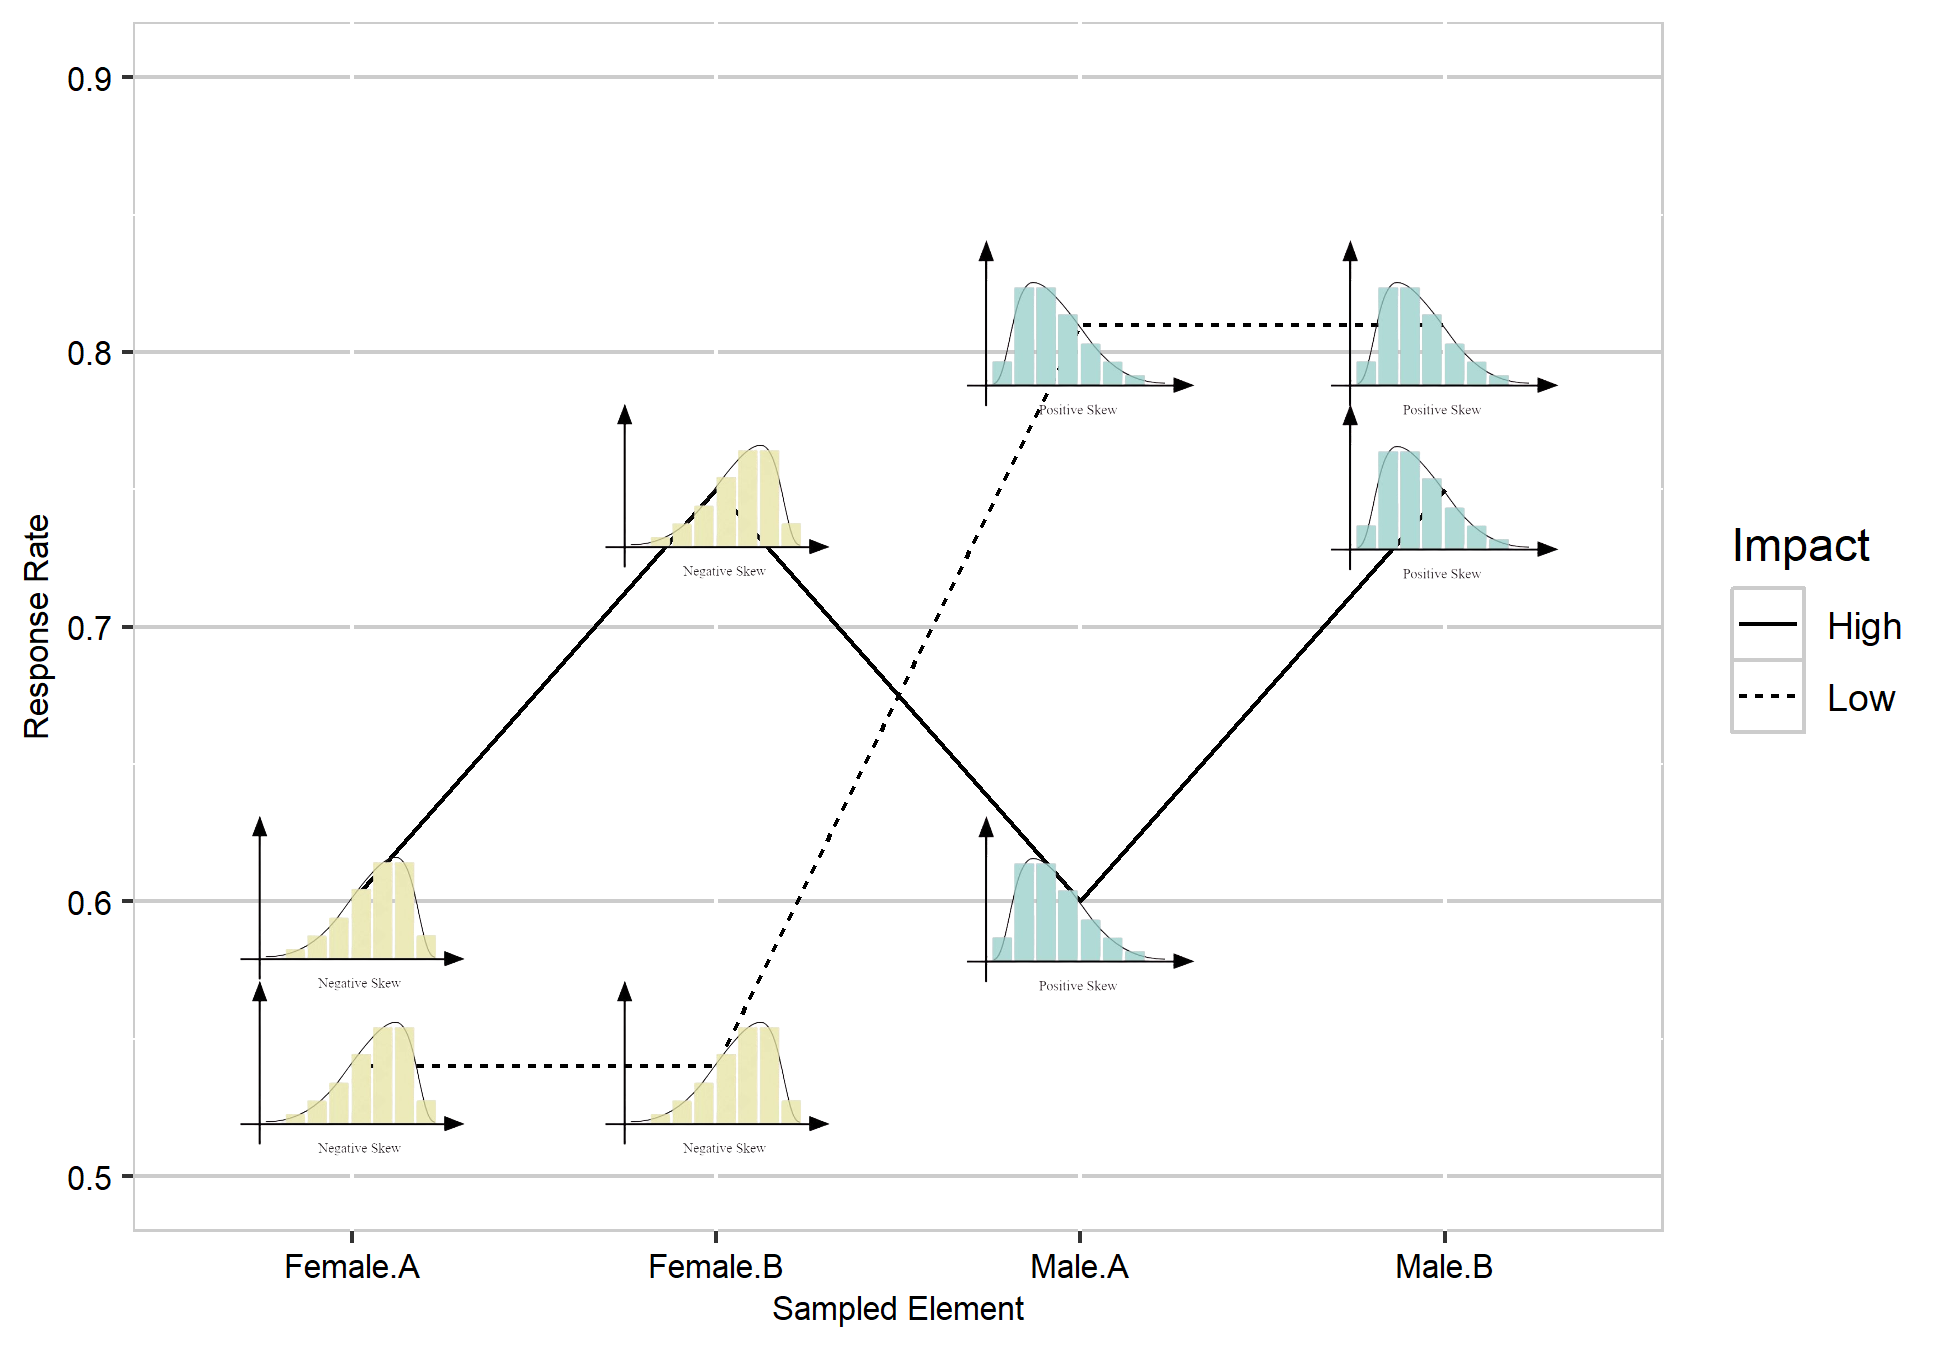 0.9
0.8
0.7
0.6
0.5
Response Rate
Positive Skew
Positive Skew
Negative Skew
Positive Skew
Negative Skew
Positive Skew
Negative Skew
Negative Skew
Female.A
Female.B
Male.A
Male.B
Sampled Element
Impact
High
Low